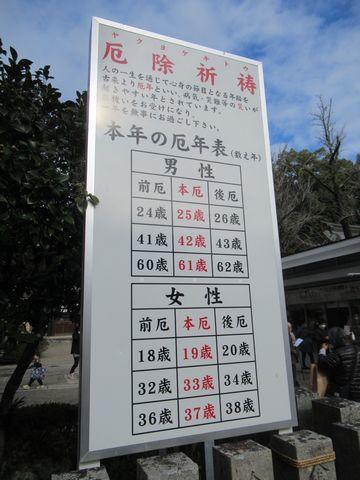 ヤクヨケキトウ
厄除祈祷
人の一生を通じて心身の節目となる年齢を
古来より厄年といい、病気・災難等の災いが
起きやすい年とされています。
厄祓いをお受けになり、
年を無事にお過ごし下さい。
本年の厄年表(数え年)
男性
前厄 本厄 後厄
24歳 25歳 26歳
41歳 42歳 43歳
60歳 61歳 62歳
女性
前厄 本厄 後厄
18歳 19歳 20歳
32歳 33歳 34歳
36歳 37歳 38歳